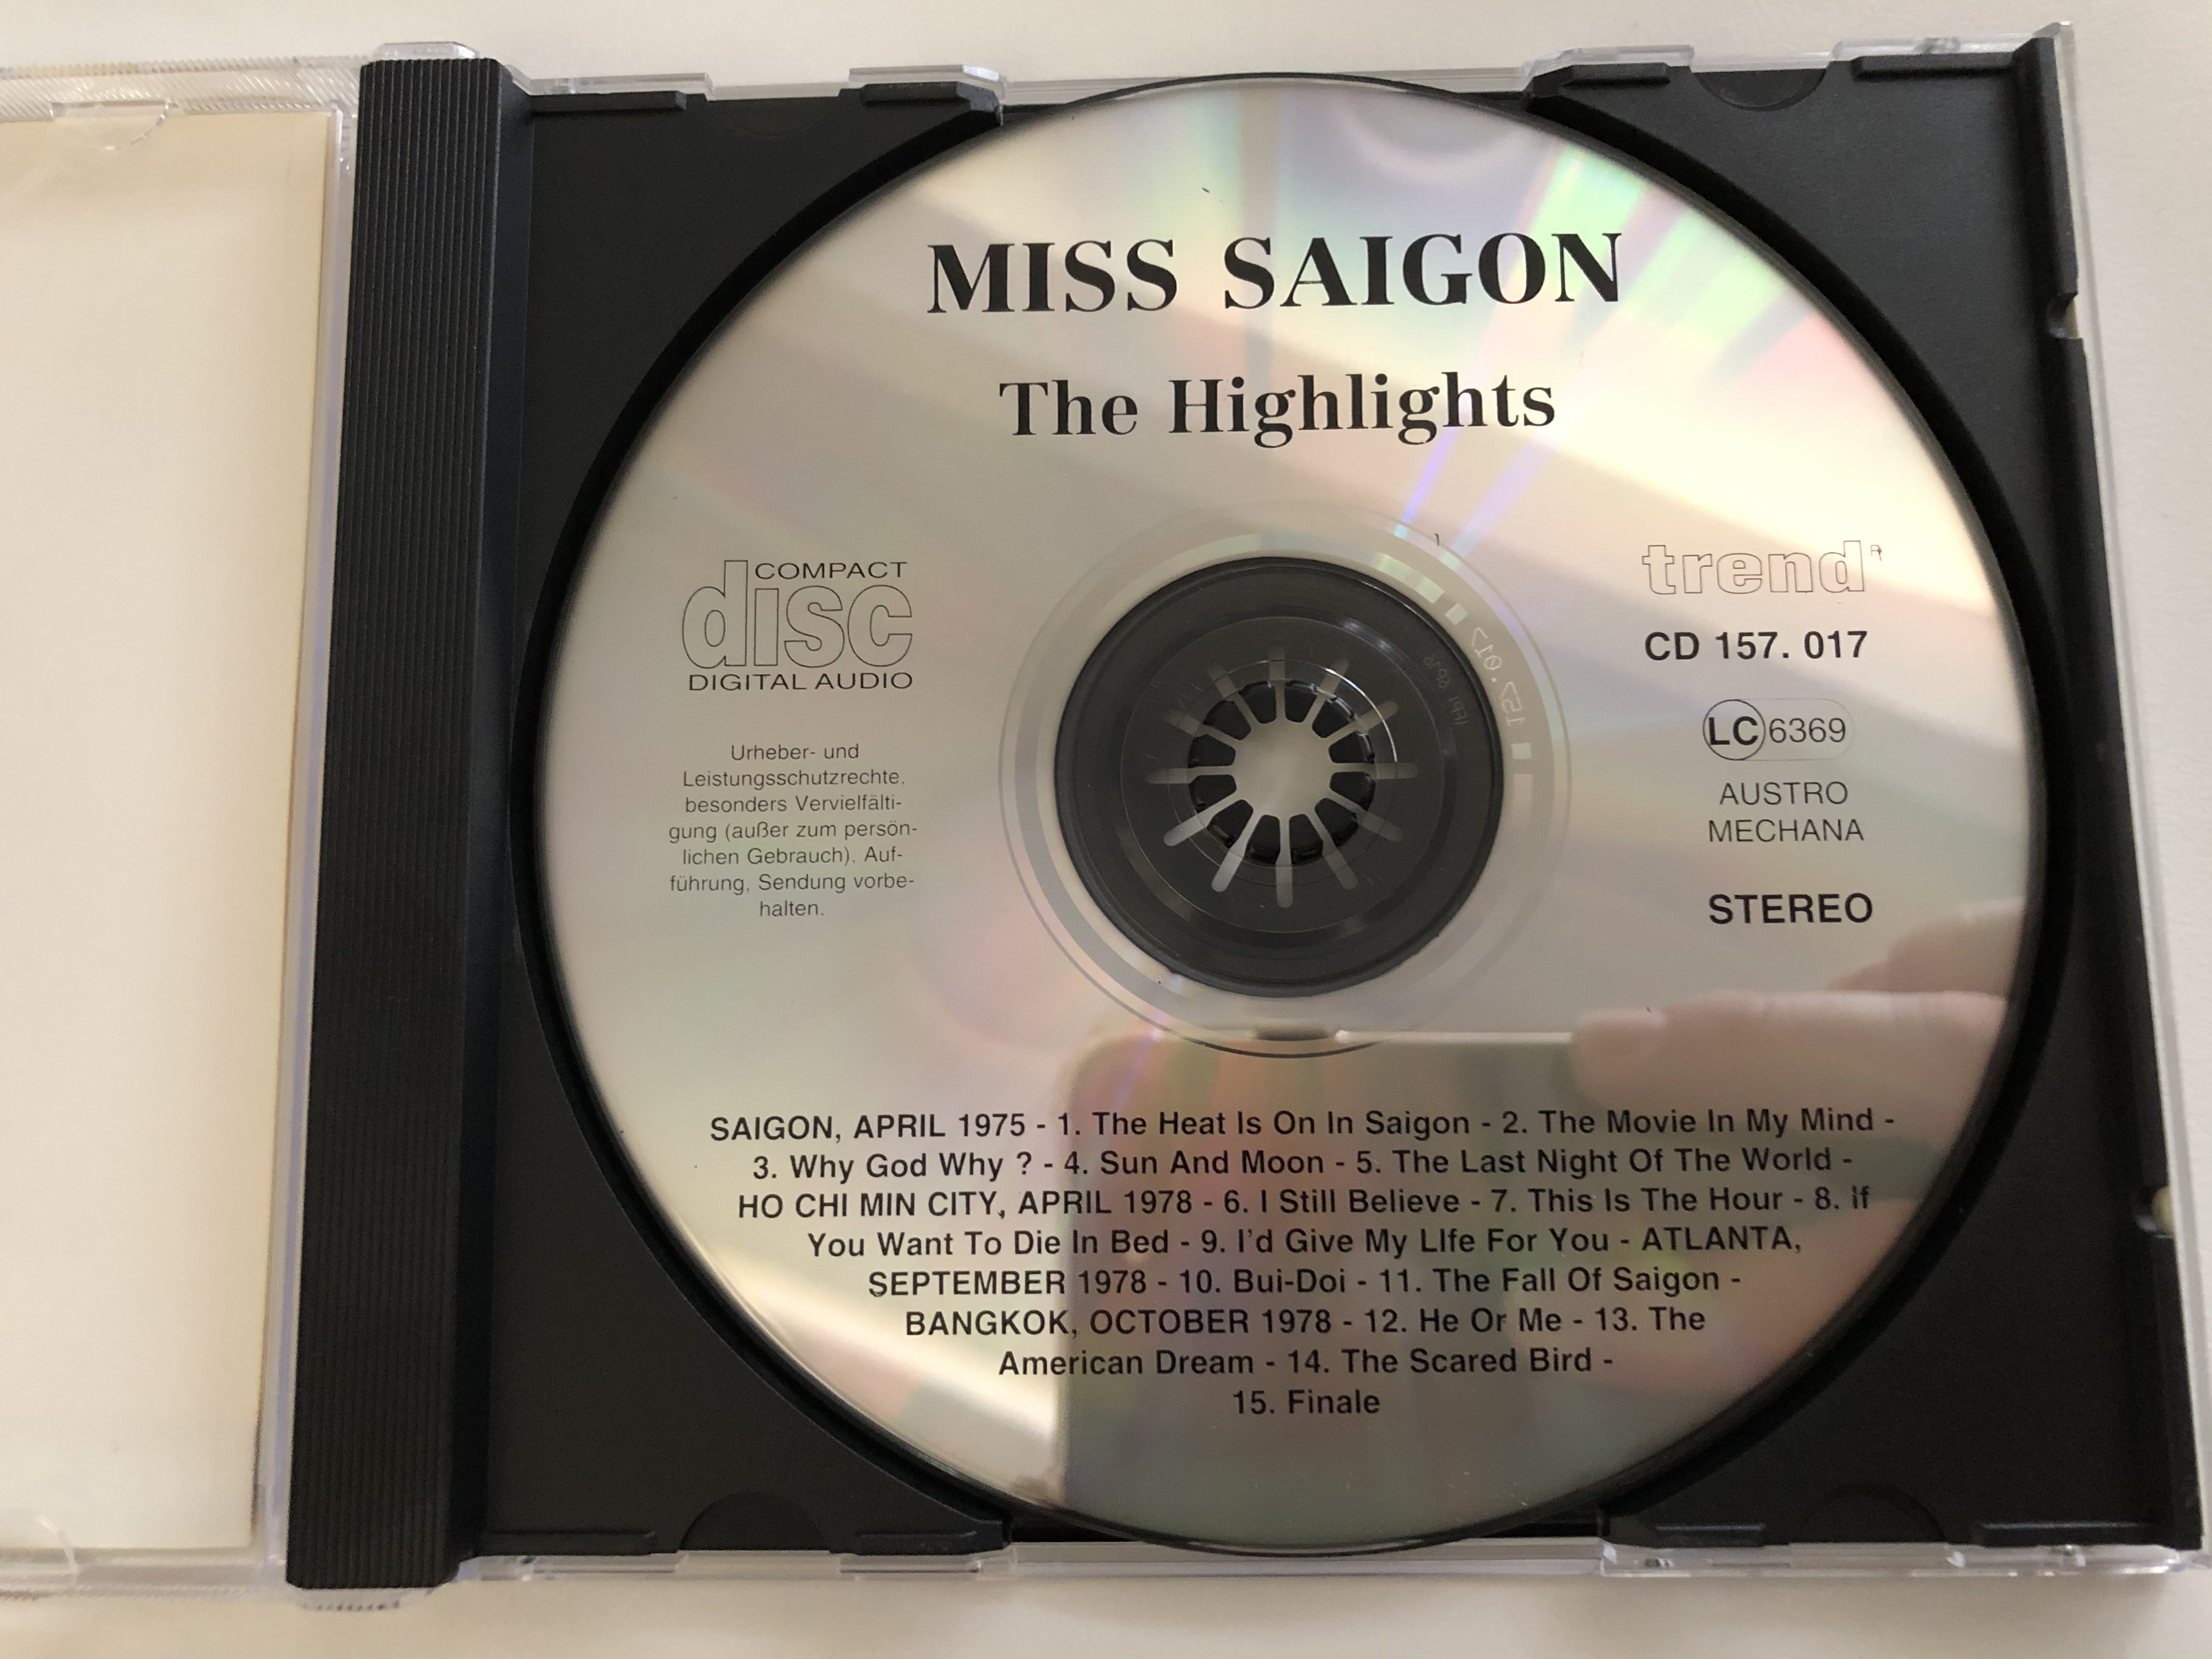 MISS SAIGON
The Highlights
COMPACT
disc
DIGITAL AUDIO
Urheber- und
Leistungsschutzrechte,
besonders Vervielfälti-
gung (außer zum persön-
lichen Gebrauch), Auf-
führung, Sendung vorbe-
halten.
trend R
CD 157. 017
LC 6369
AUSTRO
MECHANA
STEREO
157.017
SAIGON, APRIL 1975 - 1. The Heat Is On In Saigon - 2. The Movie In My Mind -
3. Why God Why ? - 4. Sun And Moon - 5. The Last Night Of The World -
HO CHI MIN CITY, APRIL 1978 - 6. I Still Believe - 7. This Is The Hour - 8. If
You Want To Die In Bed - 9. I'd Give My LIfe For You - ATLANTA,
SEPTEMBER 1978 - 10. Bui-Doi - 11. The Fall Of Saigon -
BANGKOK, OCTOBER 1978 - 12. He Or Me - 13. The
American Dream - 14. The Scared Bird -
15. Finale